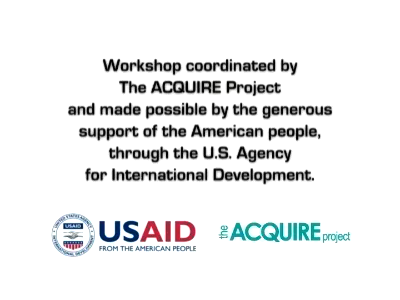 Workshop coordinated by
The ACQUIRE Project
and made possible by the generous
support of the American people,
through the U.S. Agency
for International Development.
USAID
USAID
FROM THE AMERICAN PEOPLE
the ACQUIRE project